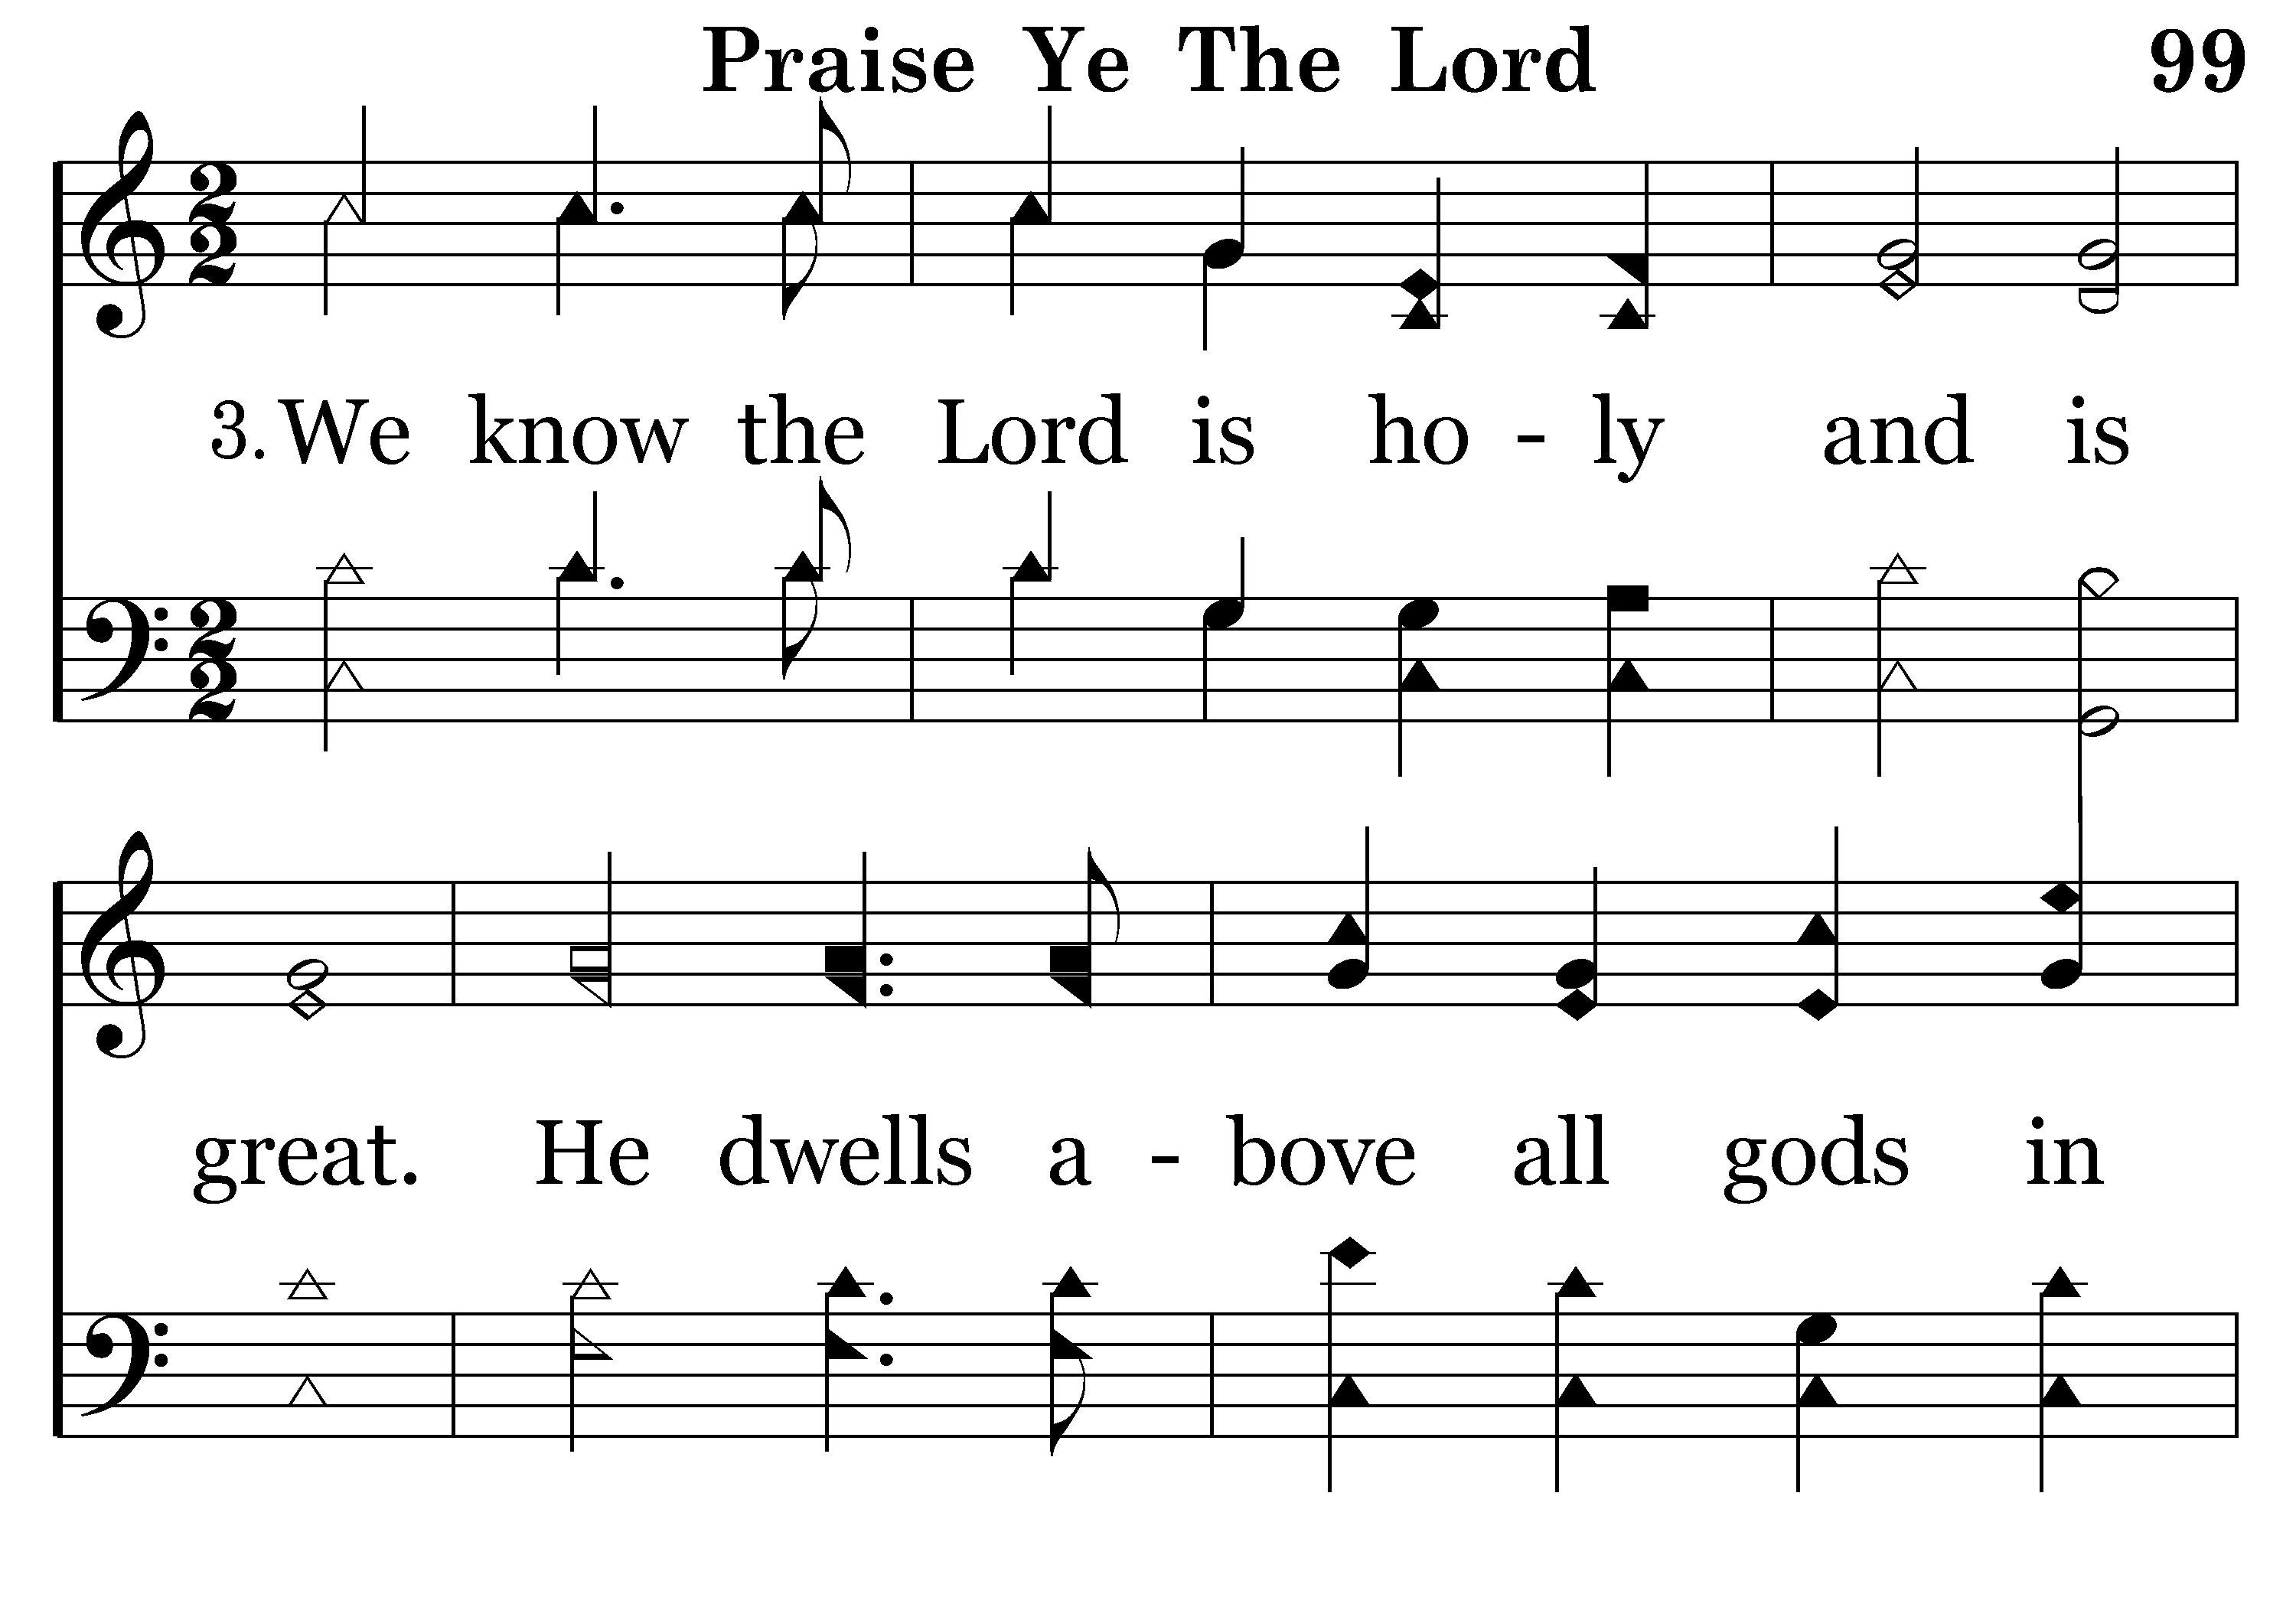 Praise Ye The Lord 99
3. We know the Lord is ho - ly and is
great. He dwells a - bove all gods in